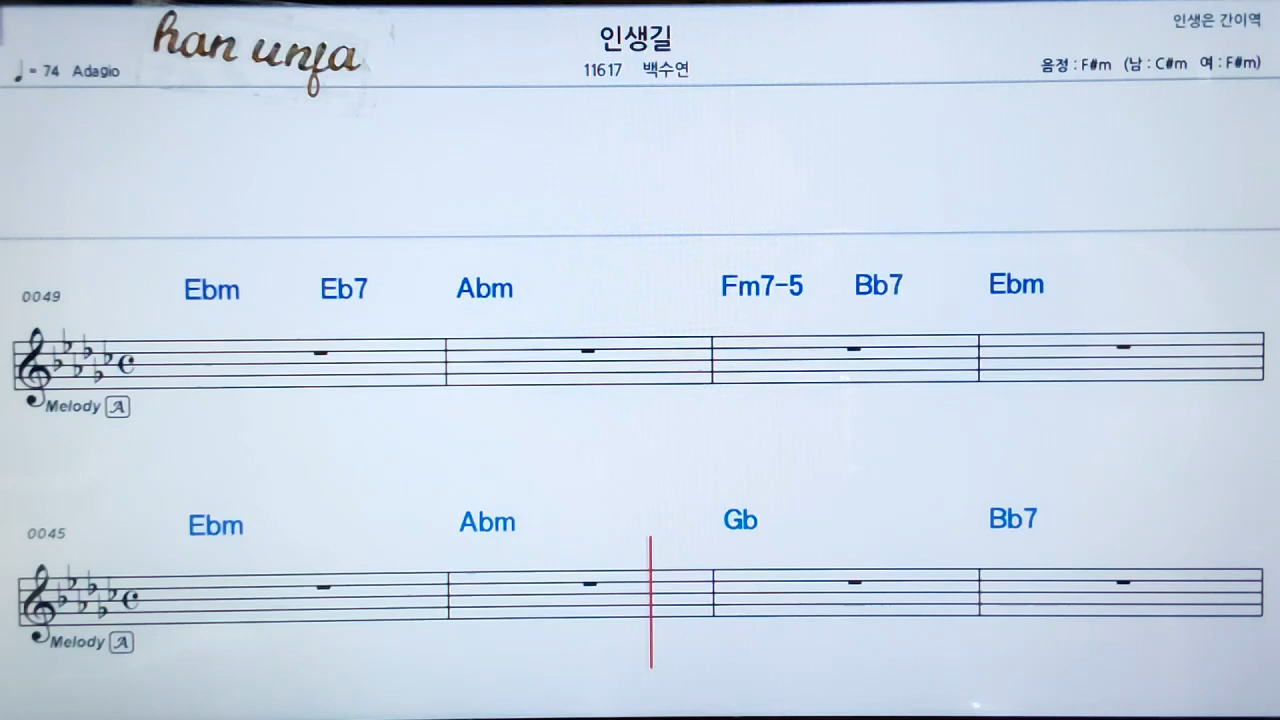 han unfa
인생길
인생은 간이역
♩= 74 Adagio
11617 백수연
음정 : F#m (남 : C#m 여 : F#m)
0049 Ebm Eb7 Abm Fm7-5 Bb7 Ebm
Melody A
0045 Ebm Abm Gb Bb7
Melody A